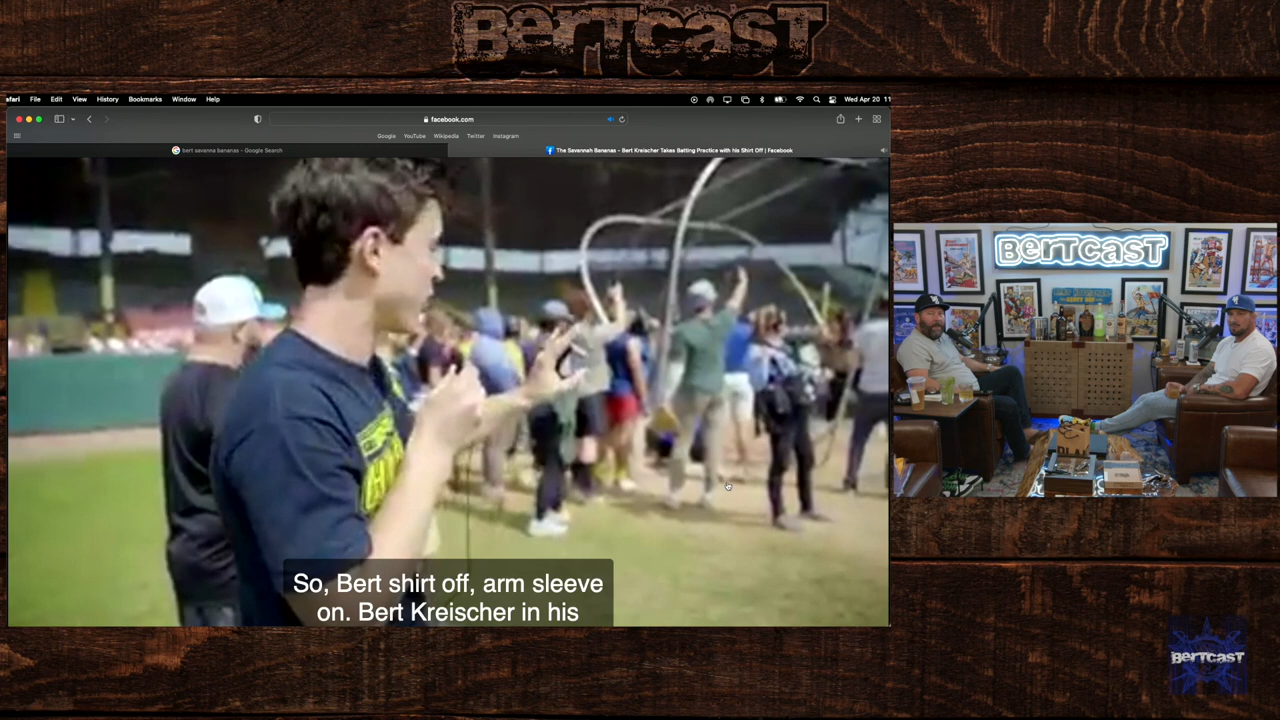 BERTCAST
afari File Edit View History Bookmarks Window Help
Wed Apr 20 11
facebook.com
Google YouTube Wikipedia Twitter Instagram
bert savanna bananas - Google Search
The Savannah Bananas - Bert Kreischer Takes Batting Practice with his Shirt Off | Facebook
BERTCAST
So, Bert shirt off, arm sleeve
on. Bert Kreischer in his
BERTCAST